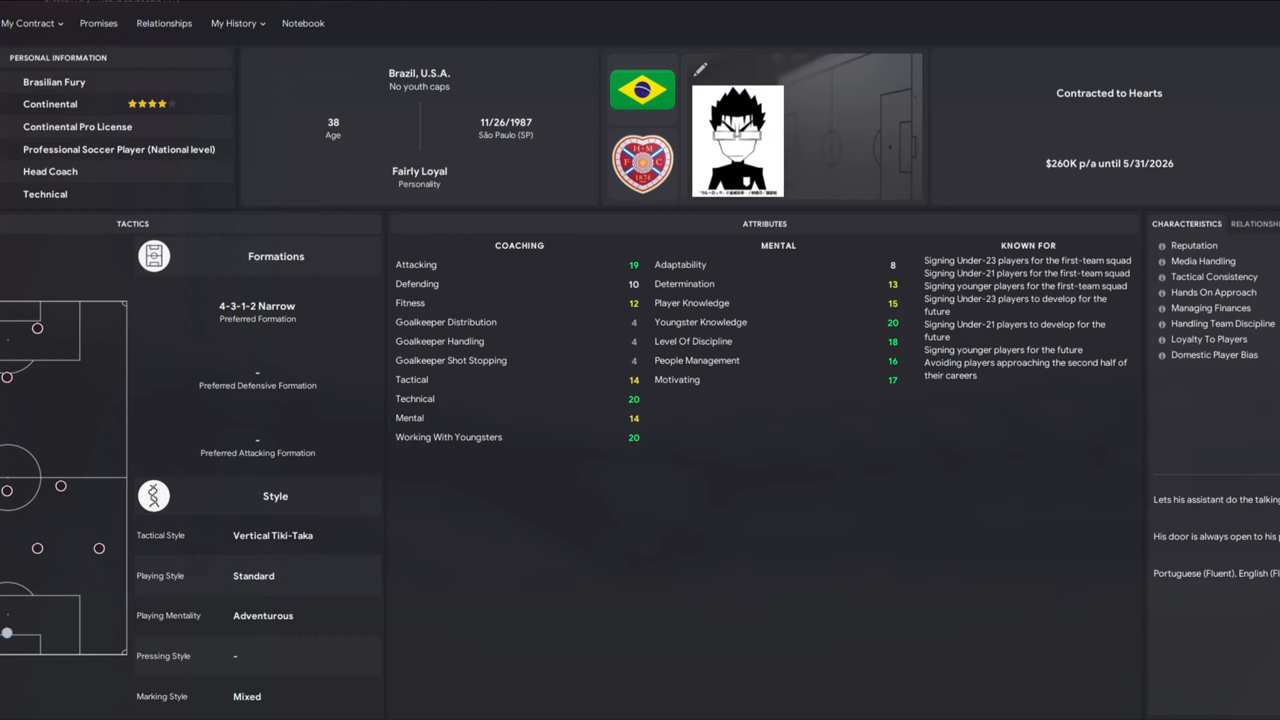 My Contract
Promises
Relationships
My History
Notebook
PERSONAL INFORMATION
Brasilian Fury
Continental
Continental Pro License
Professional Soccer Player (National level)
Head Coach
Technical
Brazil, U.S.A.
No youth caps
38
Age
11/26/1987
São Paulo (SP)
Fairly Loyal
Personality
H M
F C
1874
Contracted to Hearts
$260K p/a until 5/31/2026
TACTICS
Formations
4-3-1-2 Narrow
Preferred Formation
-
Preferred Defensive Formation
-
Preferred Attacking Formation
Style
Tactical Style Vertical Tiki-Taka
Playing Style Standard
Playing Mentality Adventurous
Pressing Style -
Marking Style Mixed
ATTRIBUTES
COACHING
Attacking 19
Defending 10
Fitness 12
Goalkeeper Distribution 4
Goalkeeper Handling 4
Goalkeeper Shot Stopping 4
Tactical 14
Technical 20
Mental 14
Working With Youngsters 20
MENTAL
Adaptability 8
Determination 13
Player Knowledge 15
Youngster Knowledge 20
Level Of Discipline 18
People Management 16
Motivating 17
KNOWN FOR
Signing Under-23 players for the first-team squad
Signing Under-21 players for the first-team squad
Signing younger players for the first-team squad
Signing Under-23 players to develop for the
future
Signing Under-21 players to develop for the
future
Signing younger players for the future
Avoiding players approaching the second half of
their careers
CHARACTERISTICS
RELATIONSH
Reputation
Media Handling
Tactical Consistency
Hands On Approach
Managing Finances
Handling Team Discipline
Loyalty To Players
Domestic Player Bias
Lets his assistant do the talking
His door is always open to his p
Portuguese (Fluent), English (Fl